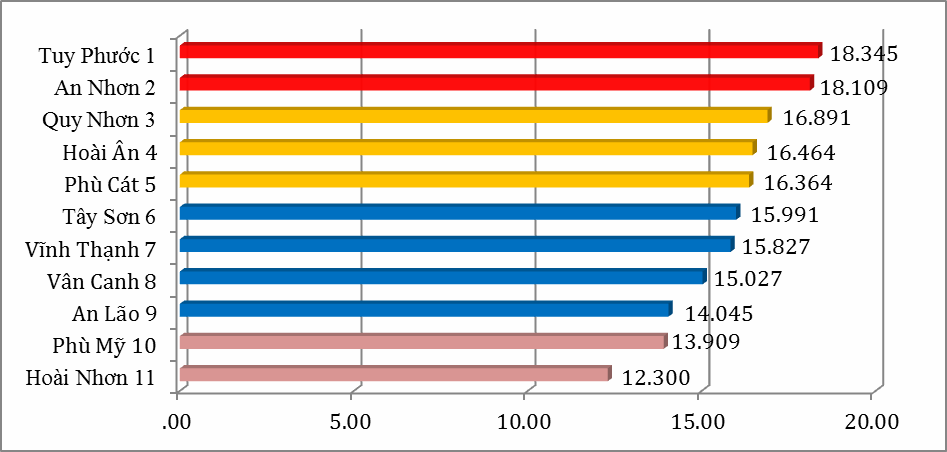 Tuy Phước 1 18.345
An Nhơn 2 18.109
Quy Nhơn 3 16.891
Hoài Ân 4 16.464
Phù Cát 5 16.364
Tây Sơn 6 15.991
Vĩnh Thạnh 7 15.827
Vân Canh 8 15.027
An Lão 9 14.045
Phù Mỹ 10 13.909
Hoài Nhơn 11 12.300
.00 5.00 10.00 15.00 20.00